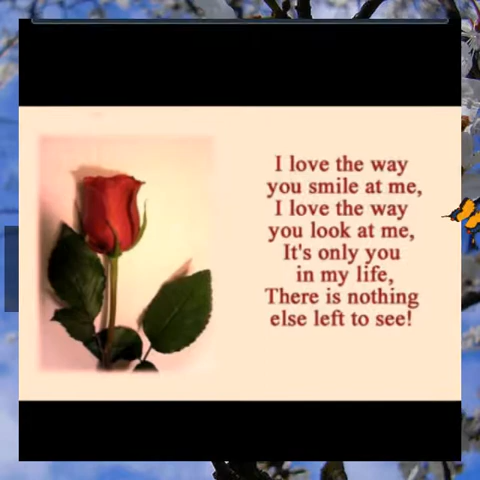 I love the way
you smile at me,
I love the way
you look at me,
It's only you
in my life,
There is nothing
else left to see!